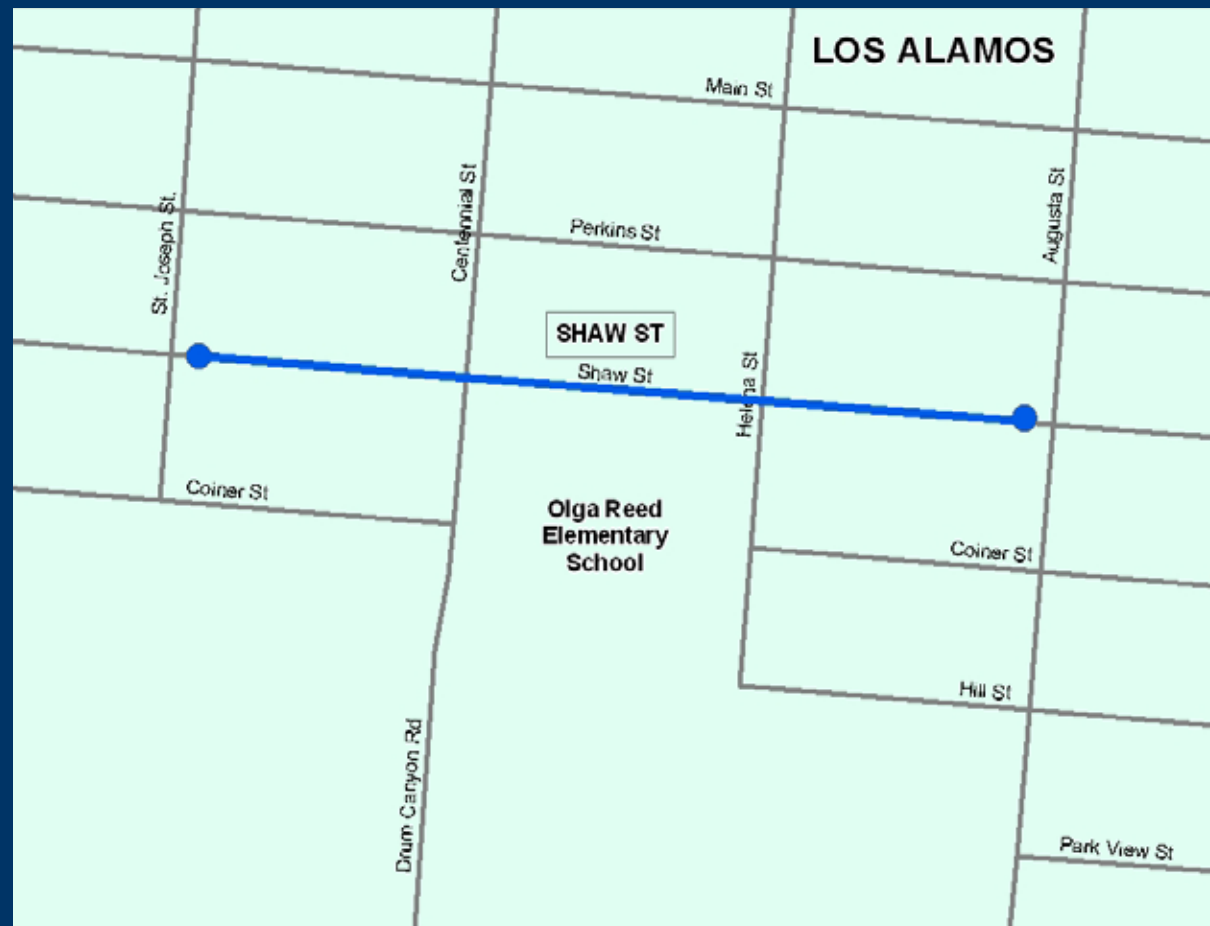 LOS ALAMOS
Main St
Centennial St
Augusta St
St. Joseph St.
Perkins St
SHAW ST
Shaw St
Helena St
Coiner St
Olga Reed
Elementary
School
Coiner St
Hill St
Drum Canyon Rd
Park View St